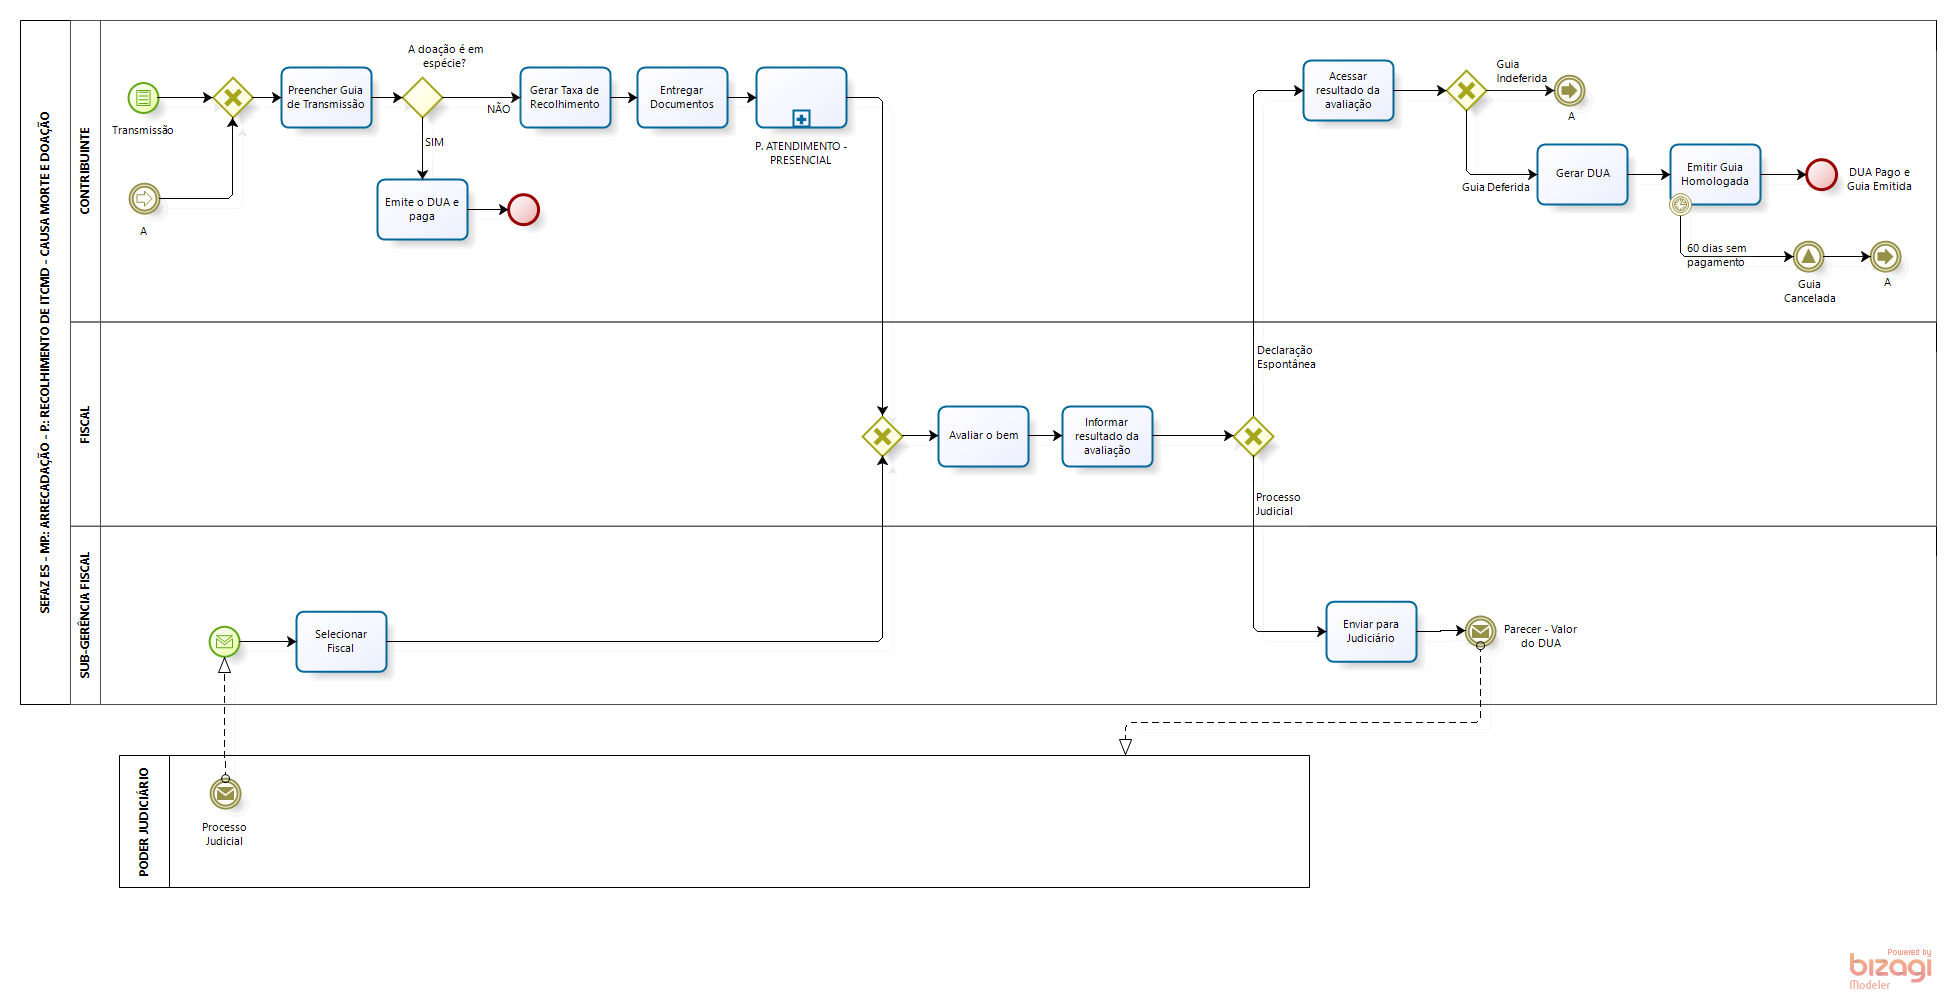 SEFAZ ES - MP.: ARRECADAÇÃO - P.: RECOLHIMENTO DE ITCMD - CAUSA MORTE E DOAÇÃO
CONTRIBUINTE
Transmissão
A
Preencher Guia
de Transmissão
A doação é em
espécie?
NÃO
SIM
Emite o DUA e
paga
Gerar Taxa de
Recolhimento
Entregar
Documentos
P. ATENDIMENTO -
PRESENCIAL
Acessar
resultado da
avaliação
Guia
Indeferida
A
Guia Deferida
Gerar DUA
Emitir Guia
Homologada
DUA Pago e
Guia Emitida
60 dias sem
pagamento
Guia
Cancelada
A
FISCAL
Avaliar o bem
Informar
resultado da
avaliação
Declaração
Espontânea
Processo
Judicial
SUB-GERÊNCIA FISCAL
Selecionar
Fiscal
Enviar para
Judiciário
Parecer - Valor
do DUA
PODER JUDICIÁRIO
Processo
Judicial
Powered by
bizagi
Modeler